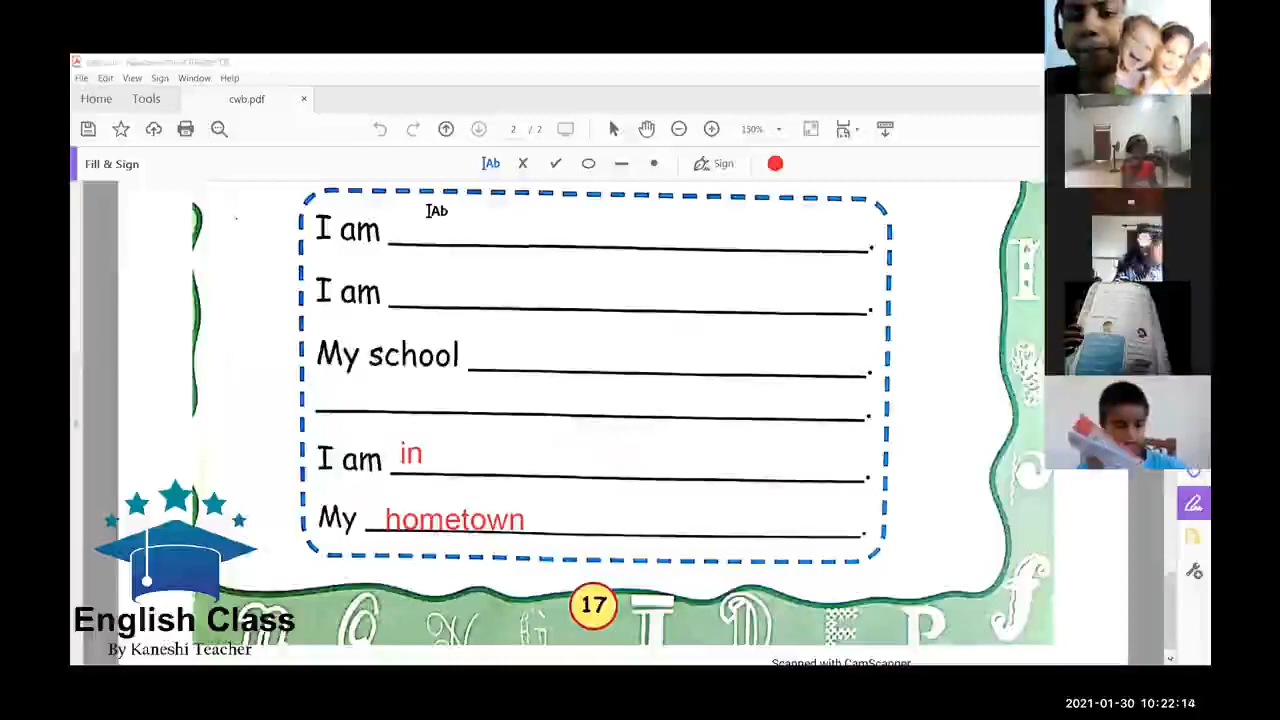 File Edit View Sign Window Help
Home Tools cwb.pdf ×
2 / 2 150%
Fill & Sign IAb Sign
IAb
I am .
I am .
My school .
.
I am in .
My hometown .
17
English Class
By Kaneshi Teacher
Scanned with CamScanner
2021-01-30 10:22:14